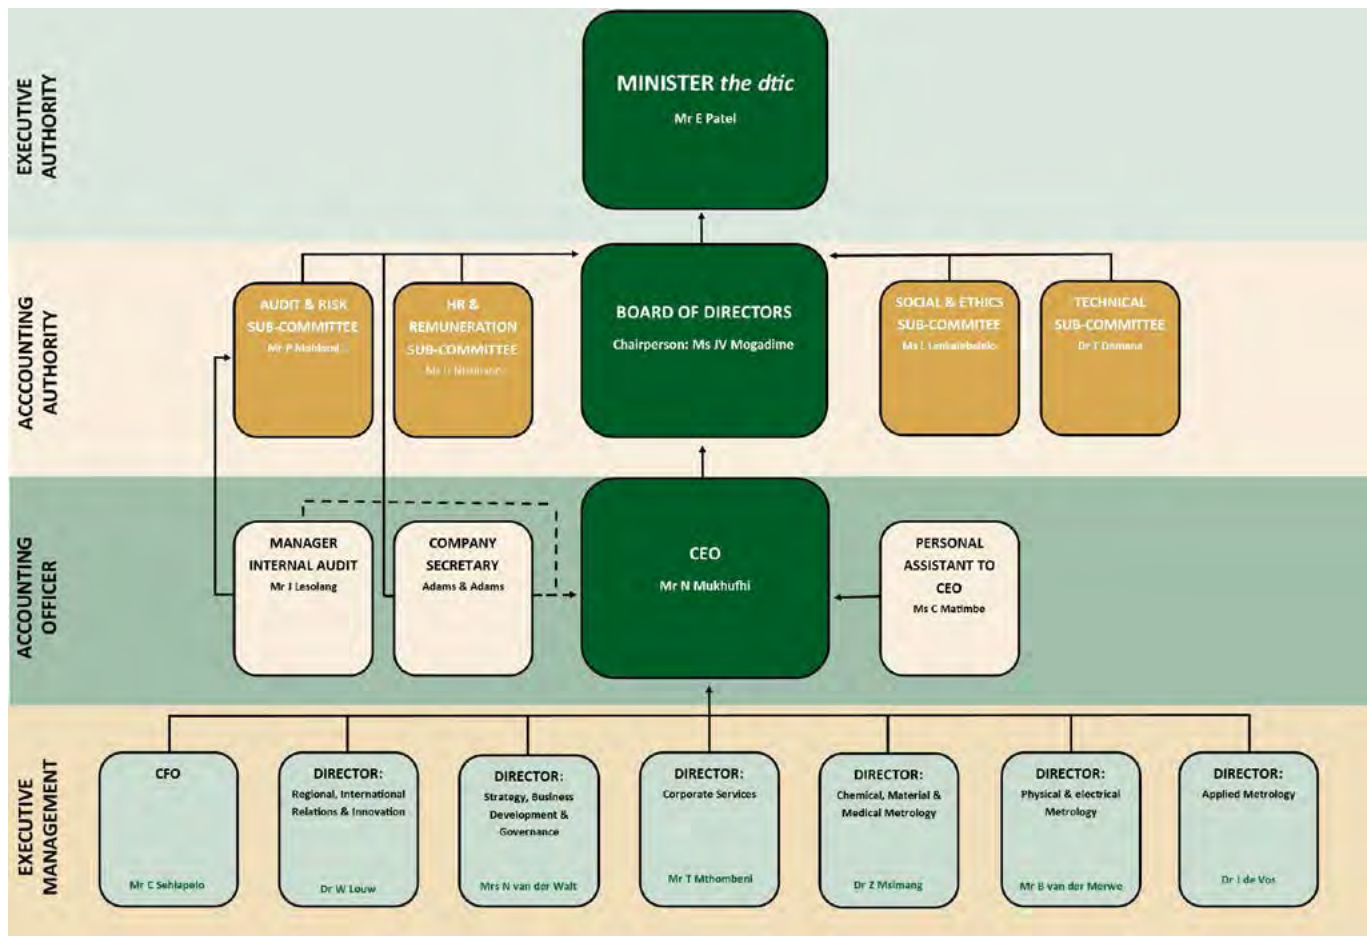 EXECUTIVE
AUTHORITY
MINISTER the dtic
Mr E Patel
ACCCOUNTING
AUTHORITY
AUDIT & RISK
SUB-COMMITTEE
Mr P
HR &
REMUNERATION
SUB-COMMITTEE
BOARD OF DIRECTORS
Chairperson: Ms JV Mogadime
SOCIAL & ETHICS
SUB-COMMITEE
Ms L
TECHNICAL
SUB-COMMITTEE
Dr T
ACCOUNTING
OFFICER
MANAGER
INTERNAL AUDIT
Mr J Lesolang
COMPANY
SECRETARY
Adams & Adams
CEO
Mr N Mukhufhi
PERSONAL
ASSISTANT TO
CEO
Ms C Matimbe
EXECUTIVE
MANAGEMENT
CFO
Mr C Sehlapelo
DIRECTOR:
Regional, International
Relations & Innovation
Dr W Louw
DIRECTOR:
Strategy, Business
Development &
Governance
Mrs N van der Walt
DIRECTOR:
Corporate Services
Mr T Mthombeni
DIRECTOR:
Chemical, Material &
Medical Metrology
Dr Z Msimang
DIRECTOR:
Physical & electrical
Metrology
Mr B van der Merwe
DIRECTOR:
Applied Metrology
Dr J de Vos